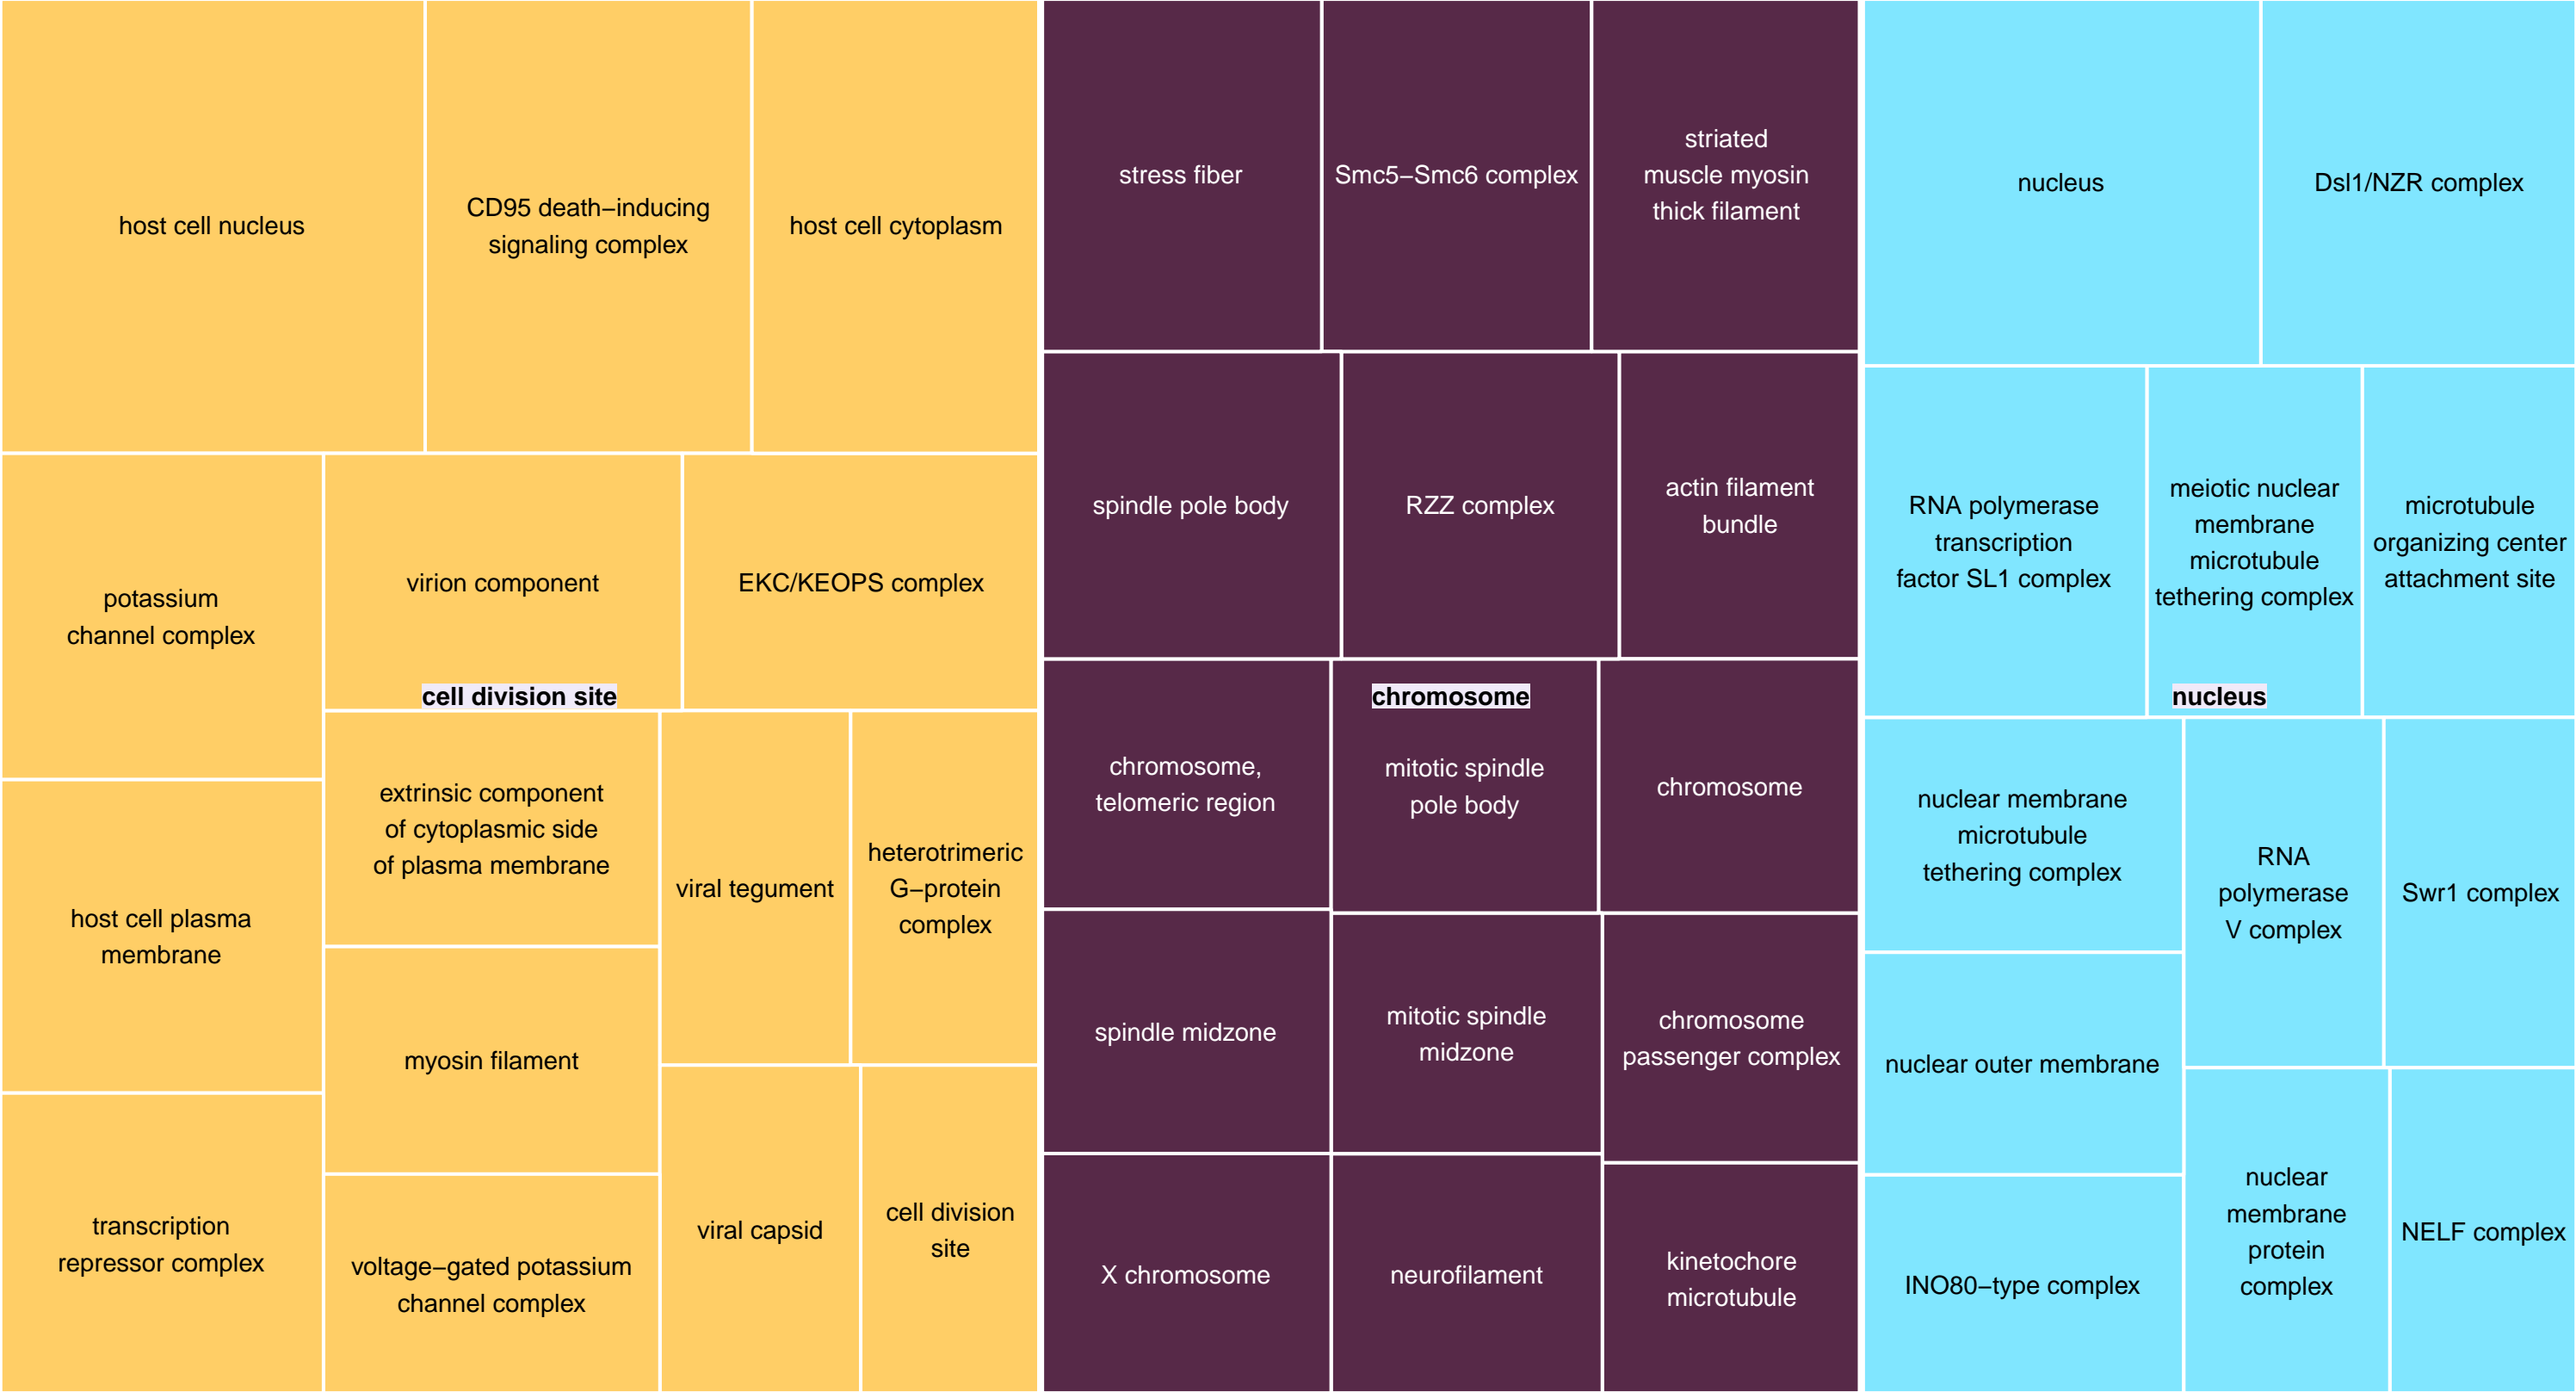 host cell nucleus
CD95 death−inducing
signaling complex
host cell cytoplasm
potassium
channel complex
virion component
EKC/KEOPS complex
cell division site
host cell plasma
membrane
extrinsic component
of cytoplasmic side
of plasma membrane
viral tegument
heterotrimeric
G−protein
complex
myosin filament
transcription
repressor complex
voltage−gated potassium
channel complex
viral capsid
cell division
site
stress fiber
Smc5−Smc6 complex
striated
muscle myosin
thick filament
spindle pole body
RZZ complex
actin filament
bundle
chromosome
chromosome,
telomeric region
mitotic spindle
pole body
chromosome
spindle midzone
mitotic spindle
midzone
chromosome
passenger complex
X chromosome
neurofilament
kinetochore
microtubule
nucleus
Dsl1/NZR complex
RNA polymerase
transcription
factor SL1 complex
meiotic nuclear
membrane
microtubule
tethering complex
microtubule
organizing center
attachment site
nucleus
nuclear membrane
microtubule
tethering complex
RNA
polymerase
V complex
Swr1 complex
nuclear outer membrane
INO80−type complex
nuclear
membrane
protein
complex
NELF complex